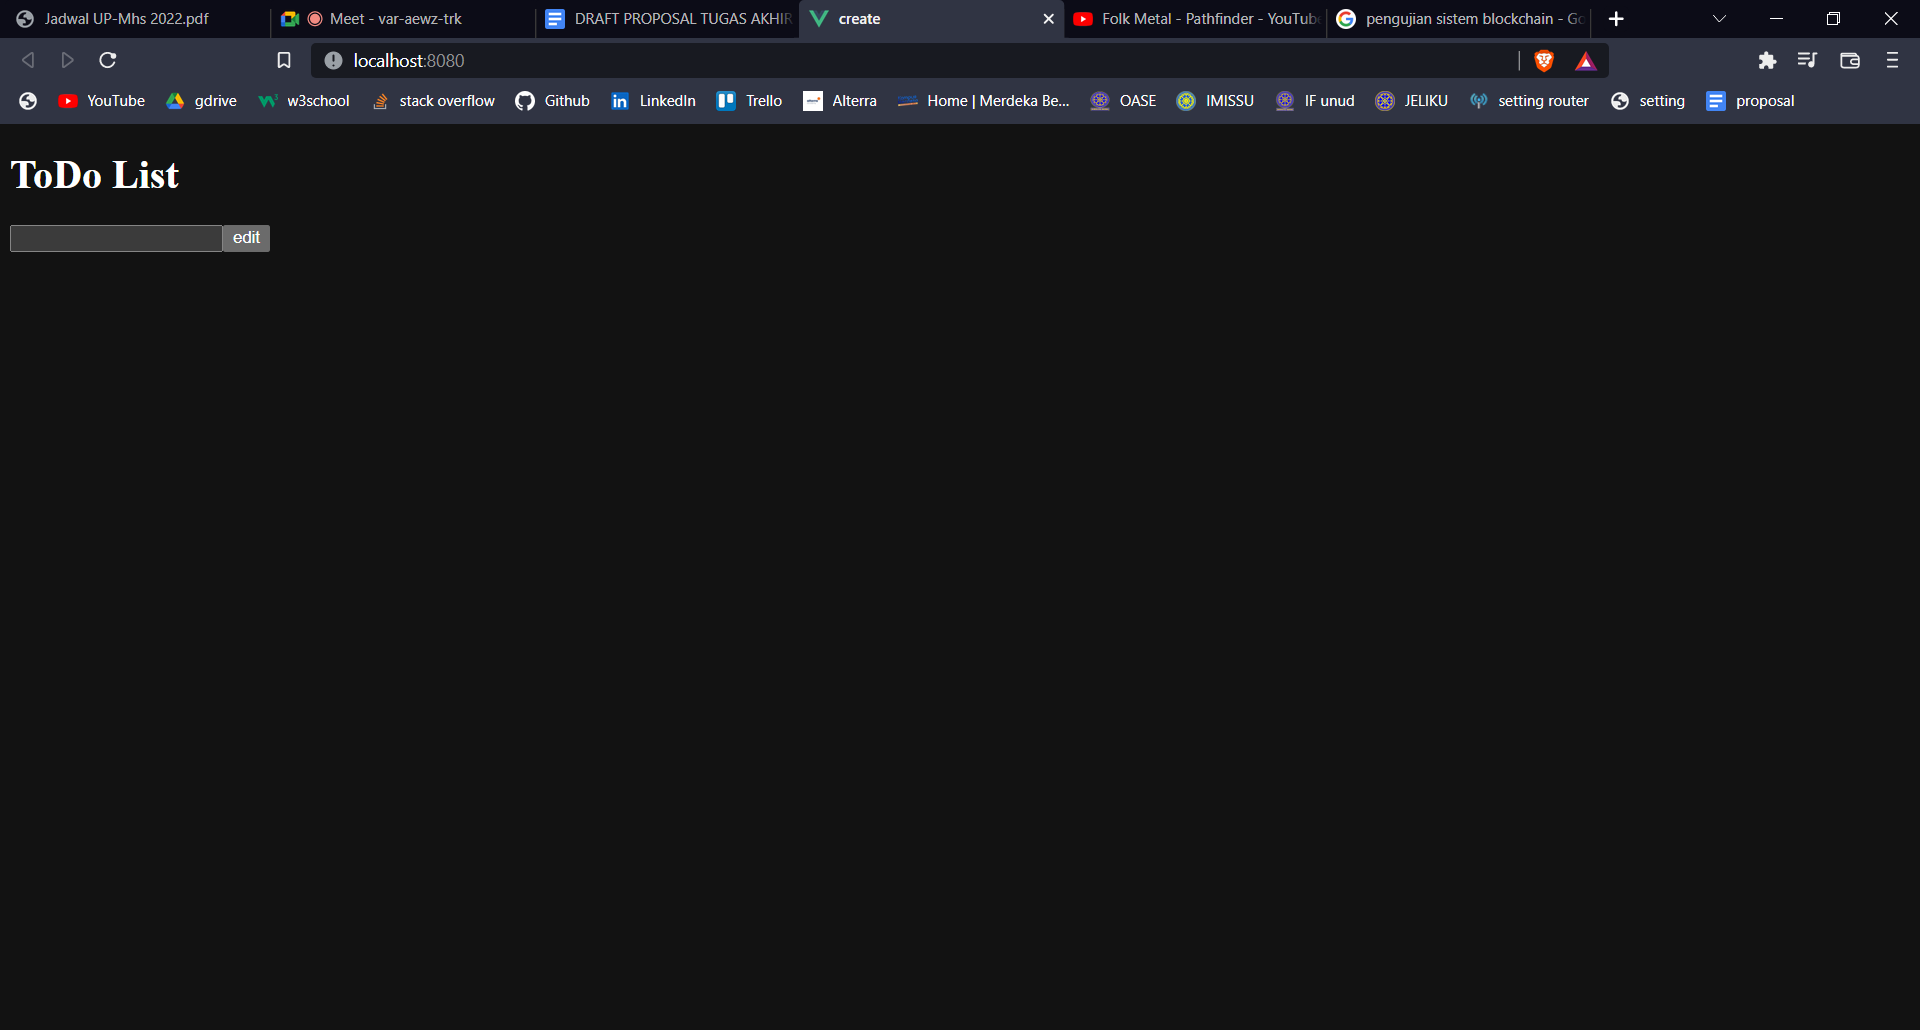 Jadwal UP-Mhs 2022.pdf
Meet - var-aewz-trk
DRAFT PROPOSAL TUGAS AKHIR
create
Folk Metal - Pathfinder - YouTube
pengujian sistem blockchain - Go
localhost:8080
YouTube
gdrive
w3school
stack overflow
Github
LinkedIn
Trello
Alterra
Home | Merdeka Be...
OASE
IMISSU
IF unud
JELIKU
setting router
setting
proposal
ToDo List
edit